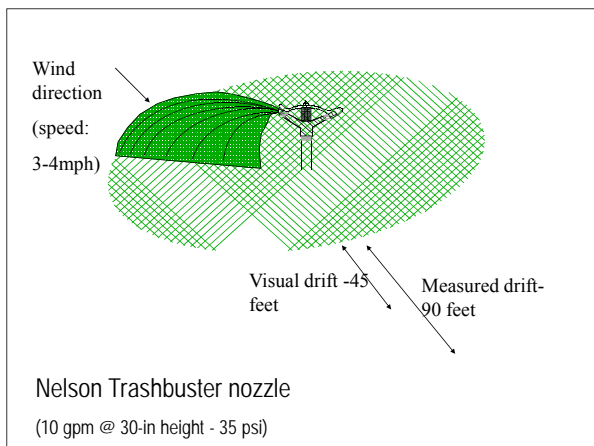 Wind
direction
(speed:
3-4mph)
Visual drift -45
feet
Measured drift-
90 feet
Nelson Trashbuster nozzle
(10 gpm @ 30-in height - 35 psi)